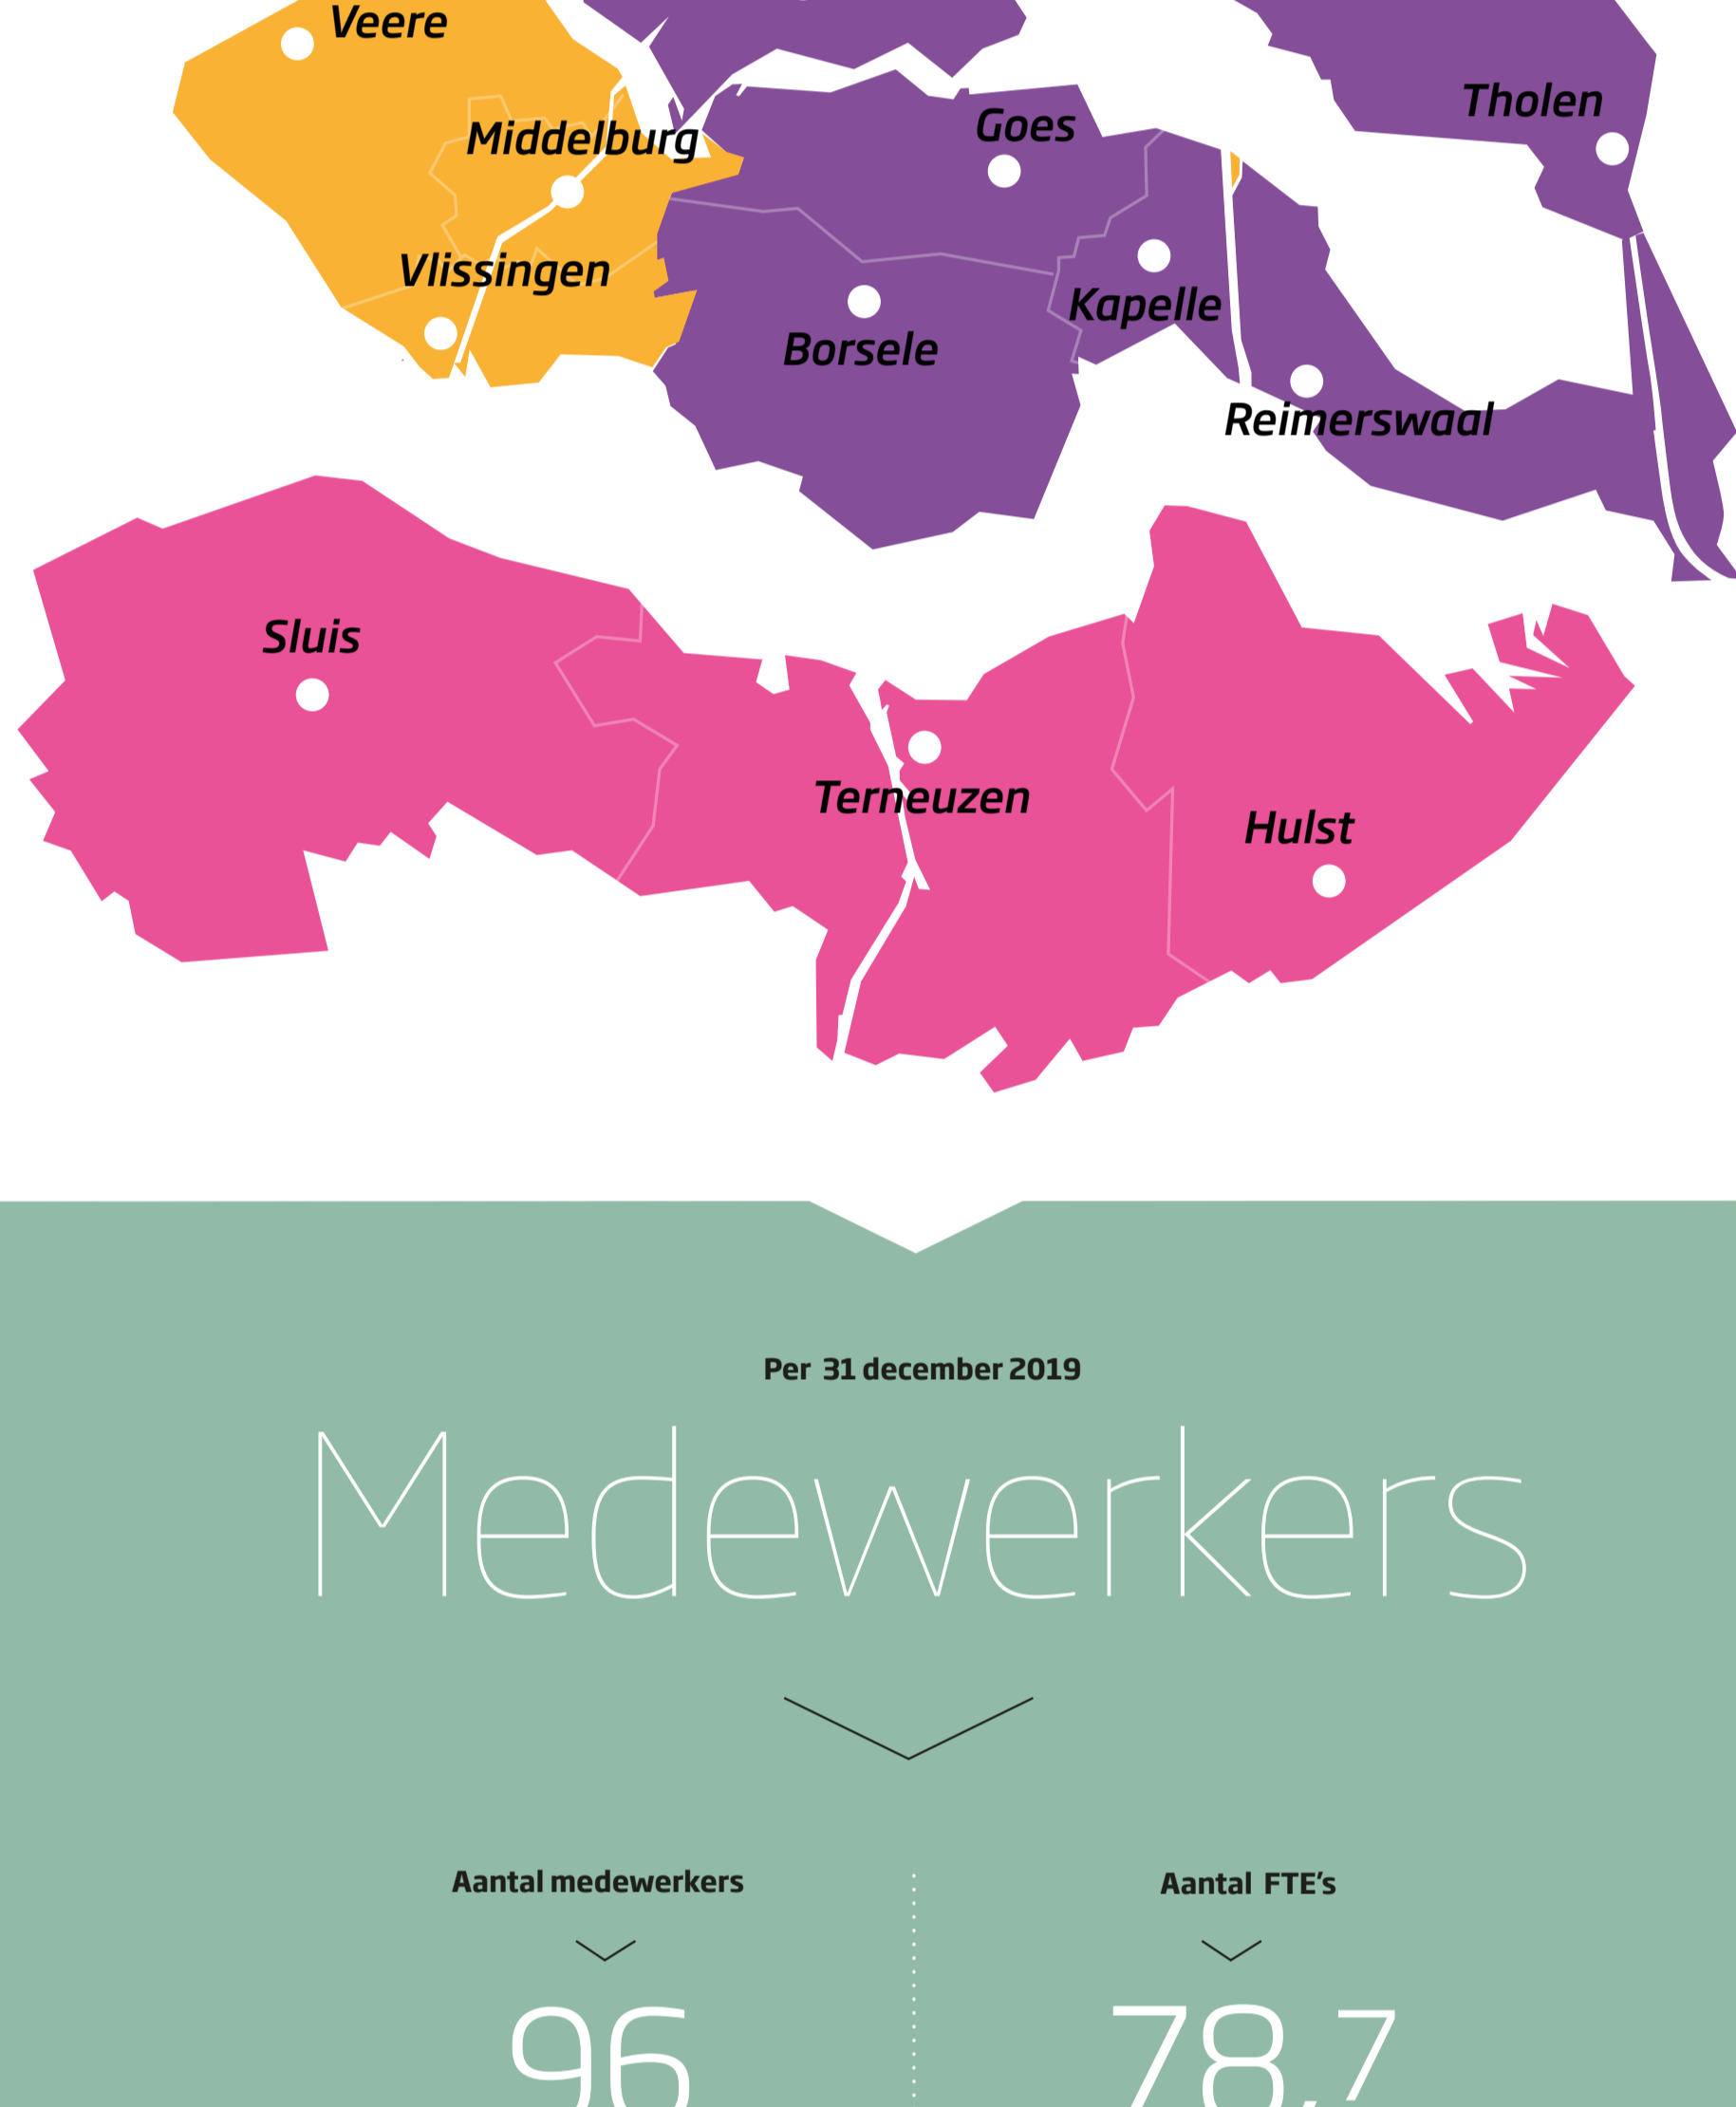 Veere
Tholen
Goes
Middelburg
Vlissingen
Kapelle
Borsele
Reimerswaal
Sluis
Terneuzen
Hulst
Per 31 december 2019
Medewerkers
Aantal medewerkers
Aantal FTE's
96
78,7